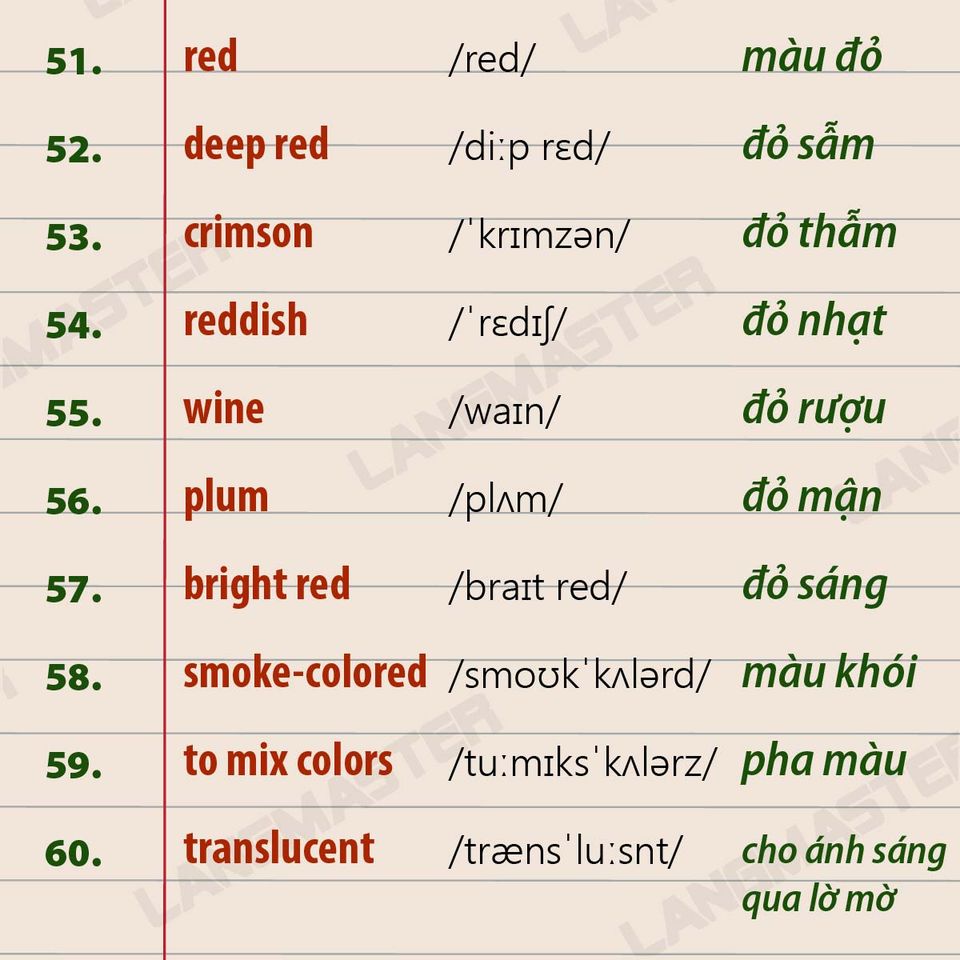 51. red /red/ màu đỏ
52. deep red /diːp rɛd/ đỏ sẫm
53. crimson /ˈkrɪmzən/ đỏ thẫm
54. reddish /ˈrɛdɪʃ/ đỏ nhạt
55. wine /waɪn/ đỏ rượu
56. plum /plʌm/ đỏ mận
57. bright red /braɪt red/ đỏ sáng
58. smoke-colored /smoʊkˈkʌlərd/ màu khói
59. to mix colors /tuːmɪksˈkʌlərz/ pha màu
60. translucent /trænsˈluːsnt/ cho ánh sáng
qua lờ mờ
LANGMASTER
LANGMASTER
LANGMASTER